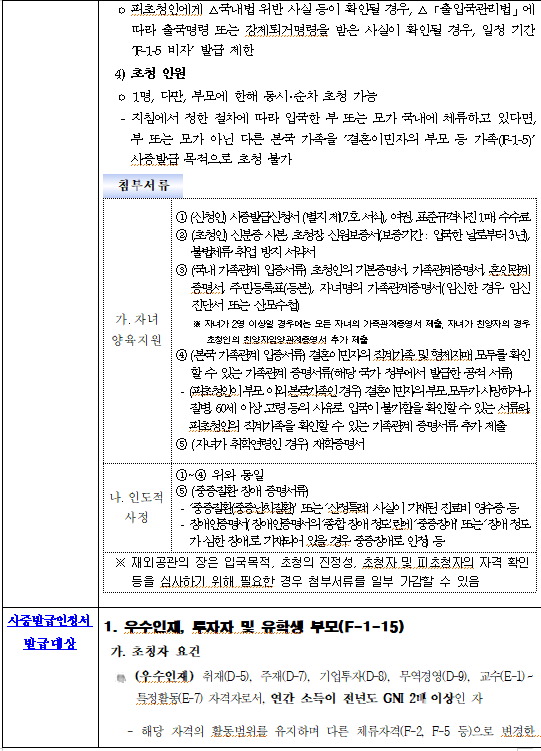 ○ 피초청인에게 △국내법 위반 사실 등이 확인될 경우, △「출입국관리법」에
따라 출국명령 또는 강제퇴거명령을 받은 사실이 확인될 경우, 일정 기간
'F-1-5 비자' 발급 제한
4) 초청 인원
○ 1명, 다만, 부모에 한해 동시·순차 초청 가능
- 지침에서 정한 절차에 따라 입국한 부 또는 모가 국내에 체류하고 있다면,
부 또는 모가 아닌 다른 본국 가족을 '결혼이민자의 부모 등 가족(F-1-5)'
사증발급 목적으로 초청 불가
첨부서류
가. 자녀
양육지원
① (신청인) 사증발급신청서 (별지 제17호 서식), 여권, 표준규격사진 1매, 수수료
② (초청인) 신분증 사본, 초청장, 신원보증서(보증기간 : 입국한 날로부터 3년),
불법체류·취업 방지 서약서
③ (국내 가족관계 입증서류) 초청인의 기본증명서, 가족관계증명서, 혼인관계
증명서, 주민등록표(등본), 자녀명의 가족관계증명서(임신한 경우 임신
진단서 또는 산모수첩)
※ 자녀가 2명 이상일 경우에는 모든 자녀의 가족관계증명서 제출, 자녀가 친양자의 경우
초청인의 친양자입양관계증명서 추가 제출
④ (본국 가족관계 입증서류) 결혼이민자의 직계가족 및 형제자매 모두를 확인
할 수 있는 가족관계 증명서류(해당 국가 정부에서 발급한 공적 서류)
- (피초청인이 부모 이외 본국가족인 경우) 결혼이민자의 부모 모두가 사망하거나
질병, 60세 이상 고령 등의 사유로 입국이 불가함을 확인할 수 있는 서류와,
피초청인의 직계가족을 확인할 수 있는 가족관계 증명서류 추가 제출
⑤ (자녀가 취학연령인 경우) 재학증명서
나. 인도적
사정
①~④ 위와 동일
⑤ (중증질환·장애 증명서류)
- '중증질환(중증난치질환)' 또는 '산정특례' 사실이 기재된 진료비 영수증 등
- 장애인증명서('장애인증명서의 '종합 장애 정도'란에 '중증장애' 또는 '장애 정도
가 심한 장애'로 기재되어 있을 경우 중증장애로 인정) 등
※ 재외공관의 장은 입국목적, 초청의 진정성, 초청자 및 피초청자의 자격 확인
등을 심사하기 위해 필요한 경우 첨부서류를 일부 가감할 수 있음
사증발급인정서
발급대상
1. 우수인재, 투자자 및 유학생 부모(F-1-15)
가. 초청자 요건
(우수인재) 취재(D-5), 주재(D-7), 기업투자(D-8), 무역경영(D-9), 교수(E-1)~
특정활동(E-7) 자격자로서, 연간 소득이 전년도 GNI 2배 이상인 자
- 해당 자격의 활동범위를 유지하며 다른 체류자격(F-2, F-5 등)으로 변경한